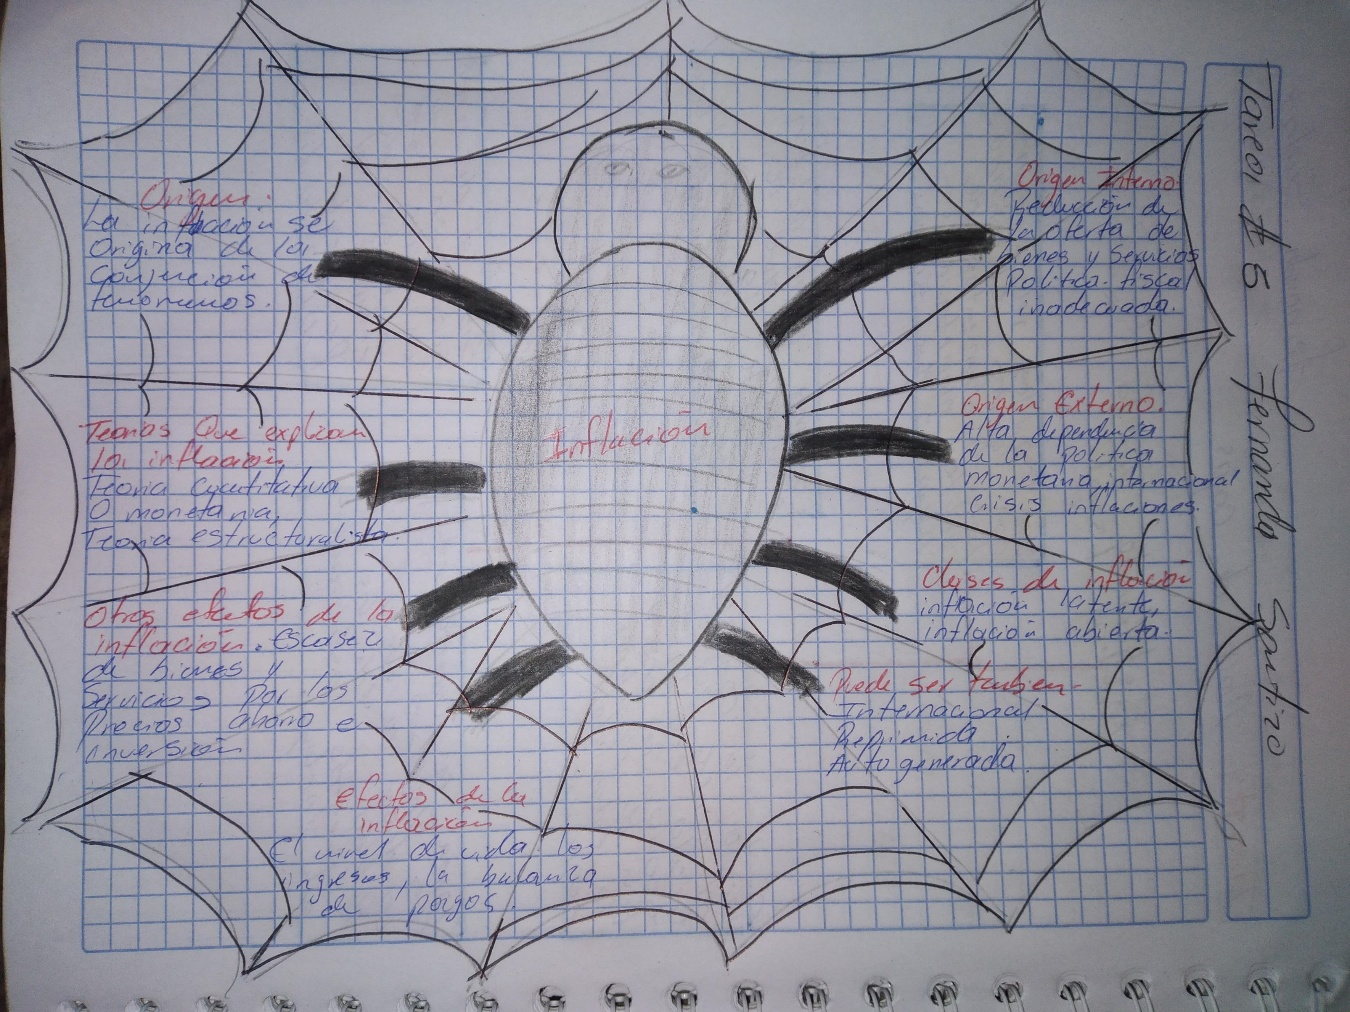 Tarea # 5 Fernando Santizo
Origen.
La inflación se
Origina de la
Conjunción de
fenómenos.
Teorías Que explican
la inflación
Teoría Cuantitativa
O monetaria,
Teoría estructuralista.
Otros efectos de la
inflación. Escasez
de bienes y
Servicios por los
Precios ahorro e
inversión
Efectos de la
inflación
El nivel de vida los
ingresos, la balanza
de pagos.
Inflación
Origen Interno.
Reducción de
la oferta de
bienes y Servicios
Política fiscal
inadecuada.
Origen Externo.
Alta dependencia
de la política
monetaria internacional
Crisis inflaciones.
Clases de inflación
inflación latente,
inflación abierta.
Puede ser
Internacional
Reprimida
Auto generada.